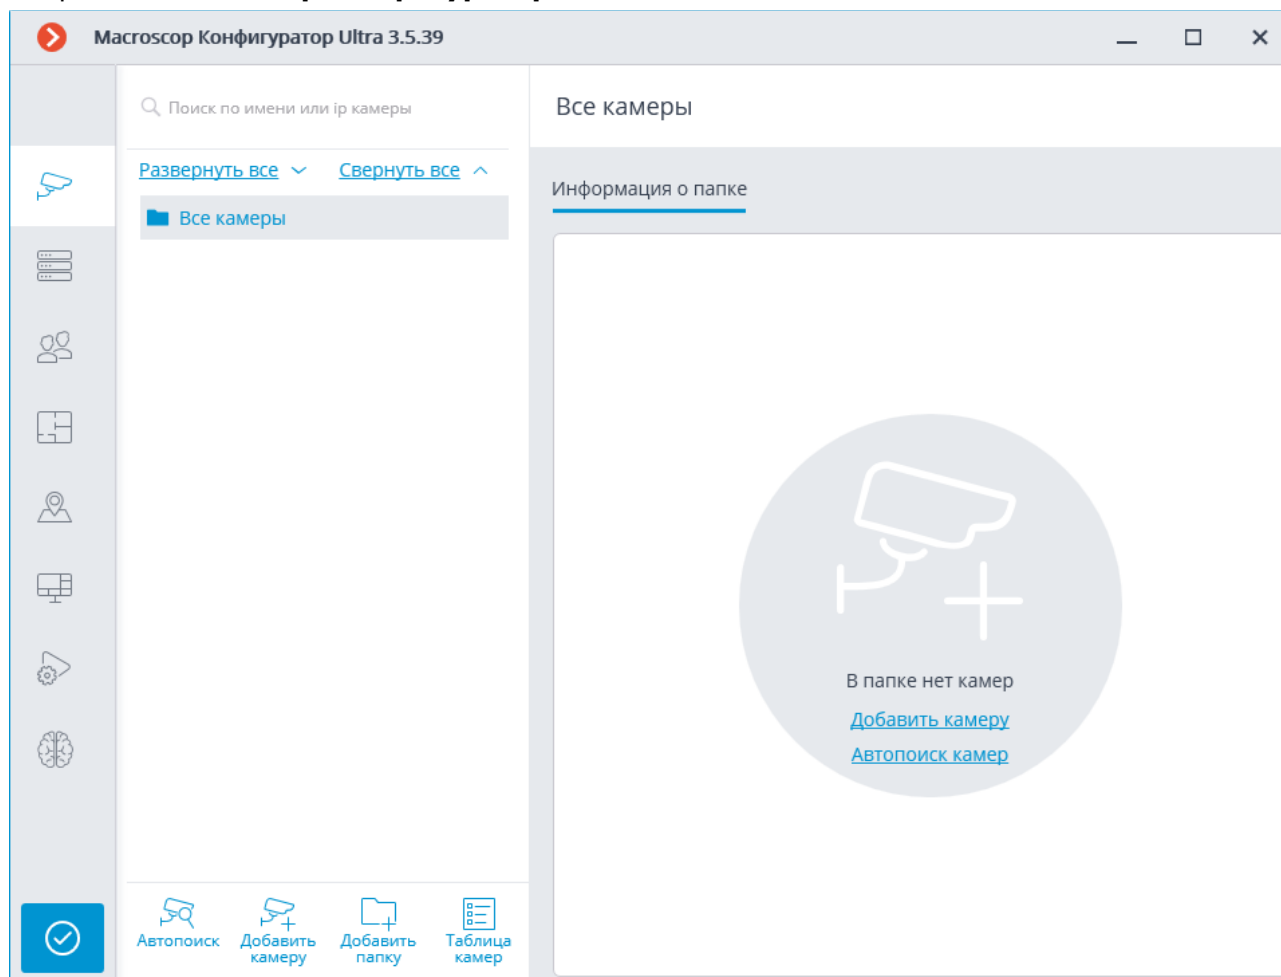 Macroscop Конфигуратор Ultra 3.5.39
Поиск по имени или ip камеры
Все камеры
Развернуть все
Свернуть все
Информация о папке
Все камеры
В папке нет камер
Добавить камеру
Автопоиск камер
Автопоиск
Добавить камеру
Добавить папку
Таблица камер